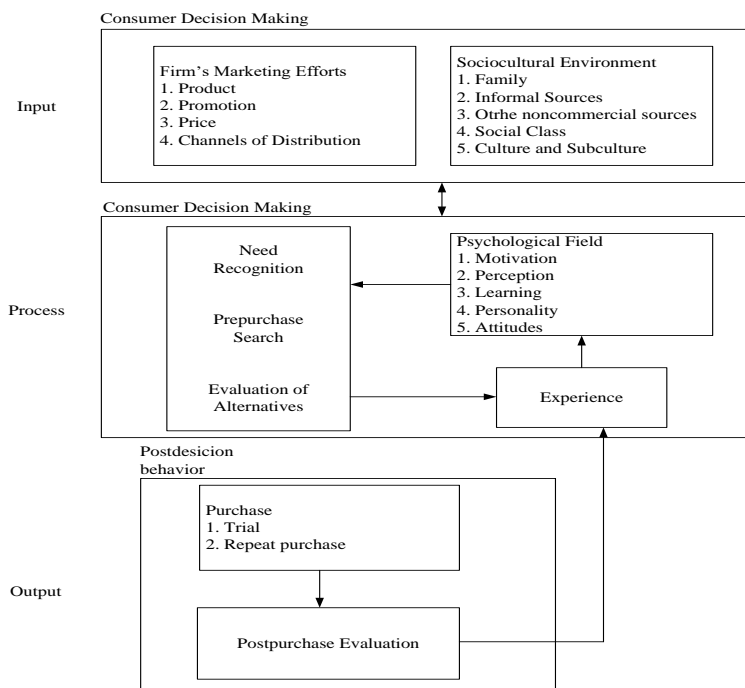 Consumer Decision Making
Input
Firm's Marketing Efforts
1. Product
2. Promotion
3. Price
4. Channels of Distribution
Sociocultural Environment
1. Family
2. Informal Sources
3. Otrhe noncommercial sources
4. Social Class
5. Culture and Subculture
Consumer Decision Making
Process
Need
Recognition
Prepurchase
Search
Evaluation of
Alternatives
Psychological Field
1. Motivation
2. Perception
3. Learning
4. Personality
5. Attitudes
Experience
Postdesicion
behavior
Output
Purchase
1. Trial
2. Repeat purchase
Postpurchase Evaluation